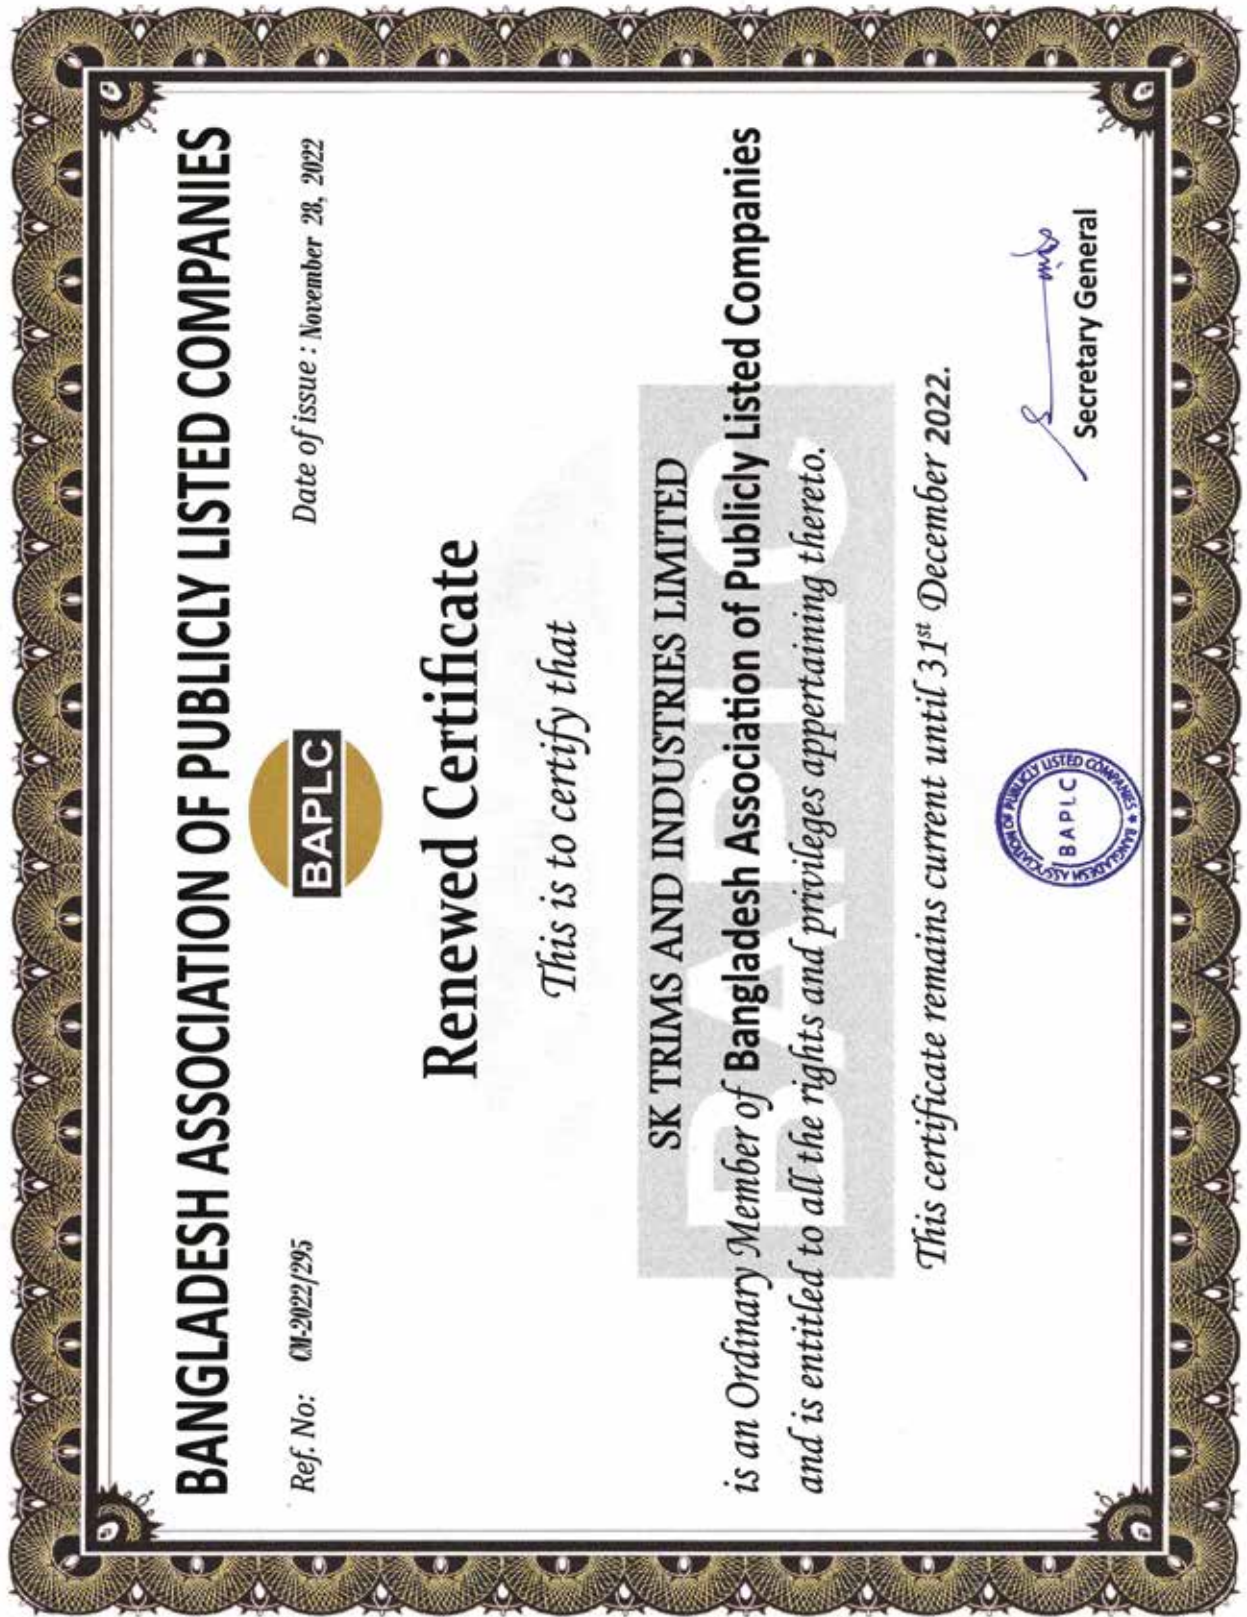 BANGLADESH ASSOCIATION OF PUBLICLY LISTED COMPANIES
Ref. No: CM-2022/295
Date of issue : November 28, 2022
BAPLC
Renewed Certificate
This is to certify that
SK TRIMS AND INDUSTRIES LIMITED
is an Ordinary Member of Bangladesh Association of Publicly Listed Companies
and is entitled to all the rights and privileges appertaining thereto.
BAPLC
This certificate remains current until 31st December 2022.
BANGLADESH ASSOCIATION OF PUBLICLY LISTED COMPANIES ★
BAPLC
Secretary General